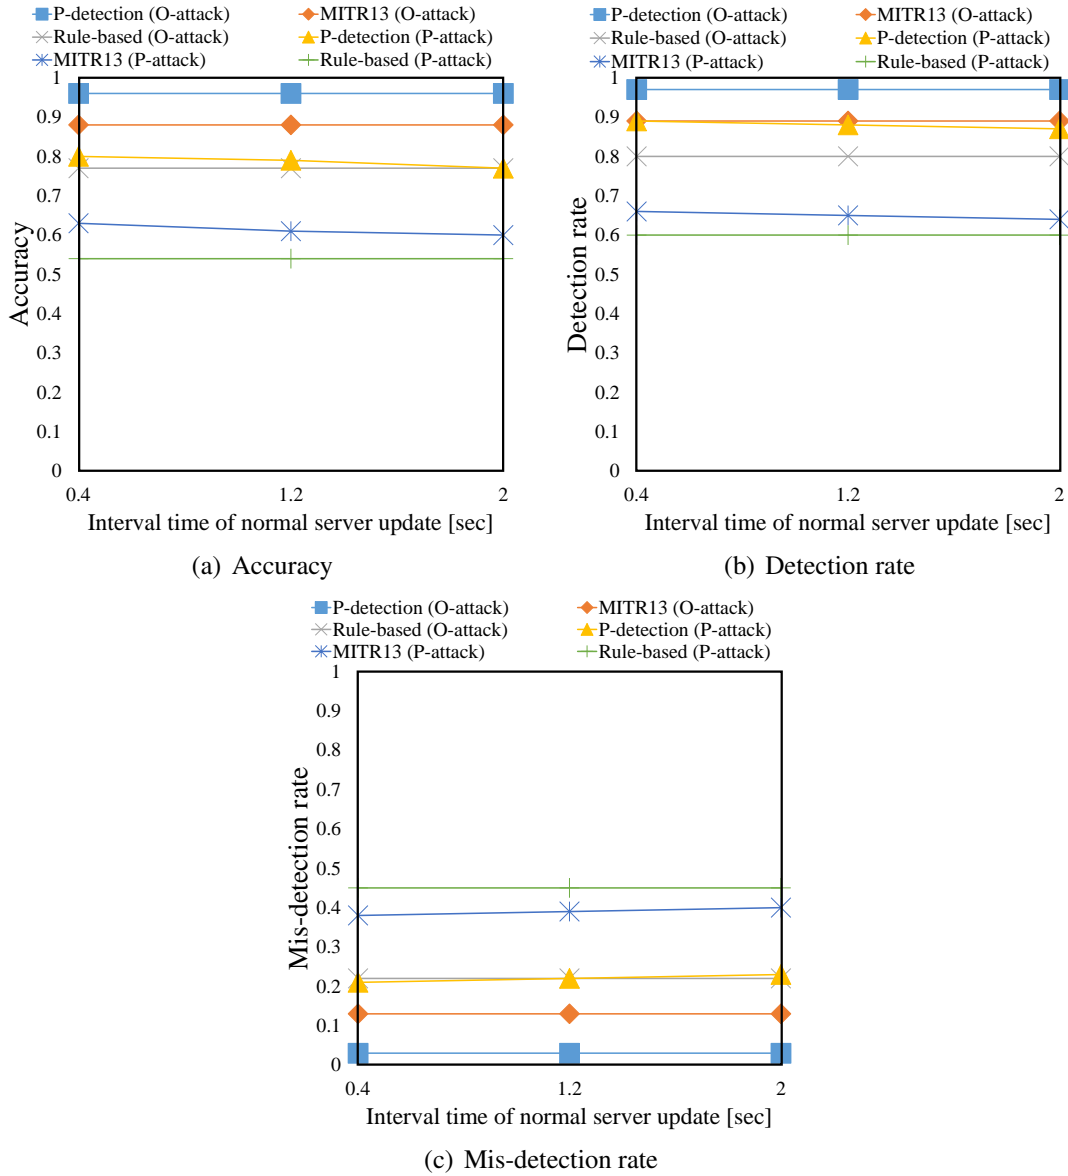 P-detection (O-attack) MITR13 (O-attack)
Rule-based (O-attack) P-detection (P-attack)
MITR13 (P-attack) Rule-based (P-attack)
1
0.9
0.8
0.7
0.6
0.5
0.4
0.3
0.2
0.1
0
Accuracy
0.4 1.2 2
Interval time of normal server update [sec]
(a) Accuracy
P-detection (O-attack) MITR13 (O-attack)
Rule-based (O-attack) P-detection (P-attack)
MITR13 (P-attack) Rule-based (P-attack)
1
0.9
0.8
0.7
0.6
0.5
0.4
0.3
0.2
0.1
0
Detection rate
0.4 1.2 2
Interval time of normal server update [sec]
(b) Detection rate
P-detection (O-attack) MITR13 (O-attack)
Rule-based (O-attack) P-detection (P-attack)
MITR13 (P-attack) Rule-based (P-attack)
1
0.9
0.8
0.7
0.6
0.5
0.4
0.3
0.2
0.1
0
Mis-detection rate
0.4 1.2 2
Interval time of normal server update [sec]
(c) Mis-detection rate